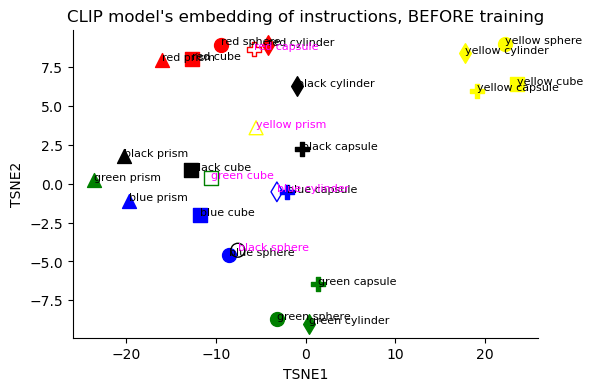 CLIP model's embedding of instructions, BEFORE training
red sphere
red cylinder
red capsule
red prism
red cube
yellow sphere
yellow cylinder
yellow cube
yellow capsule
black cylinder
yellow prism
black capsule
black prism
black cube
green prism
green cube
blue cylinder
blue capsule
blue prism
blue cube
black sphere
blue sphere
green capsule
green sphere
green cylinder
7.5
5.0
2.5
0.0
−2.5
−5.0
−7.5
TSNE2
−20
−10
0
10
20
TSNE1